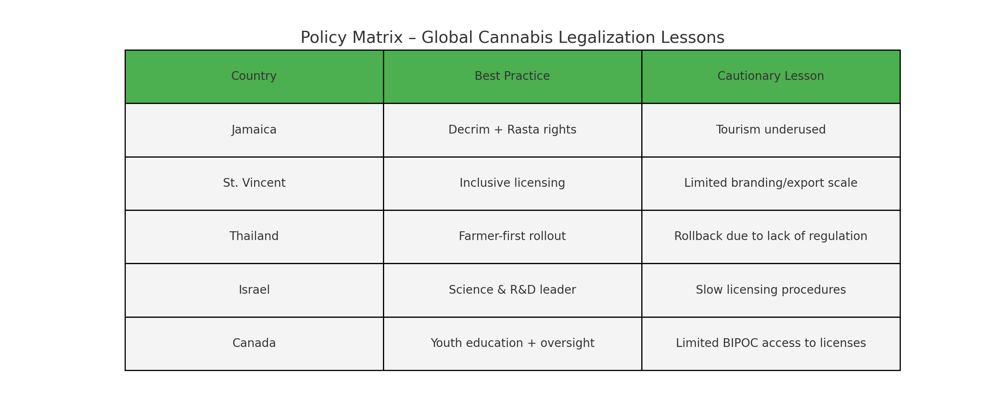 Policy Matrix – Global Cannabis Legalization Lessons
Country Best Practice Cautionary Lesson
Jamaica Decrim + Rasta rights Tourism underused
St. Vincent Inclusive licensing Limited branding/export scale
Thailand Farmer-first rollout Rollback due to lack of regulation
Israel Science & R&D leader Slow licensing procedures
Canada Youth education + oversight Limited BIPOC access to licenses